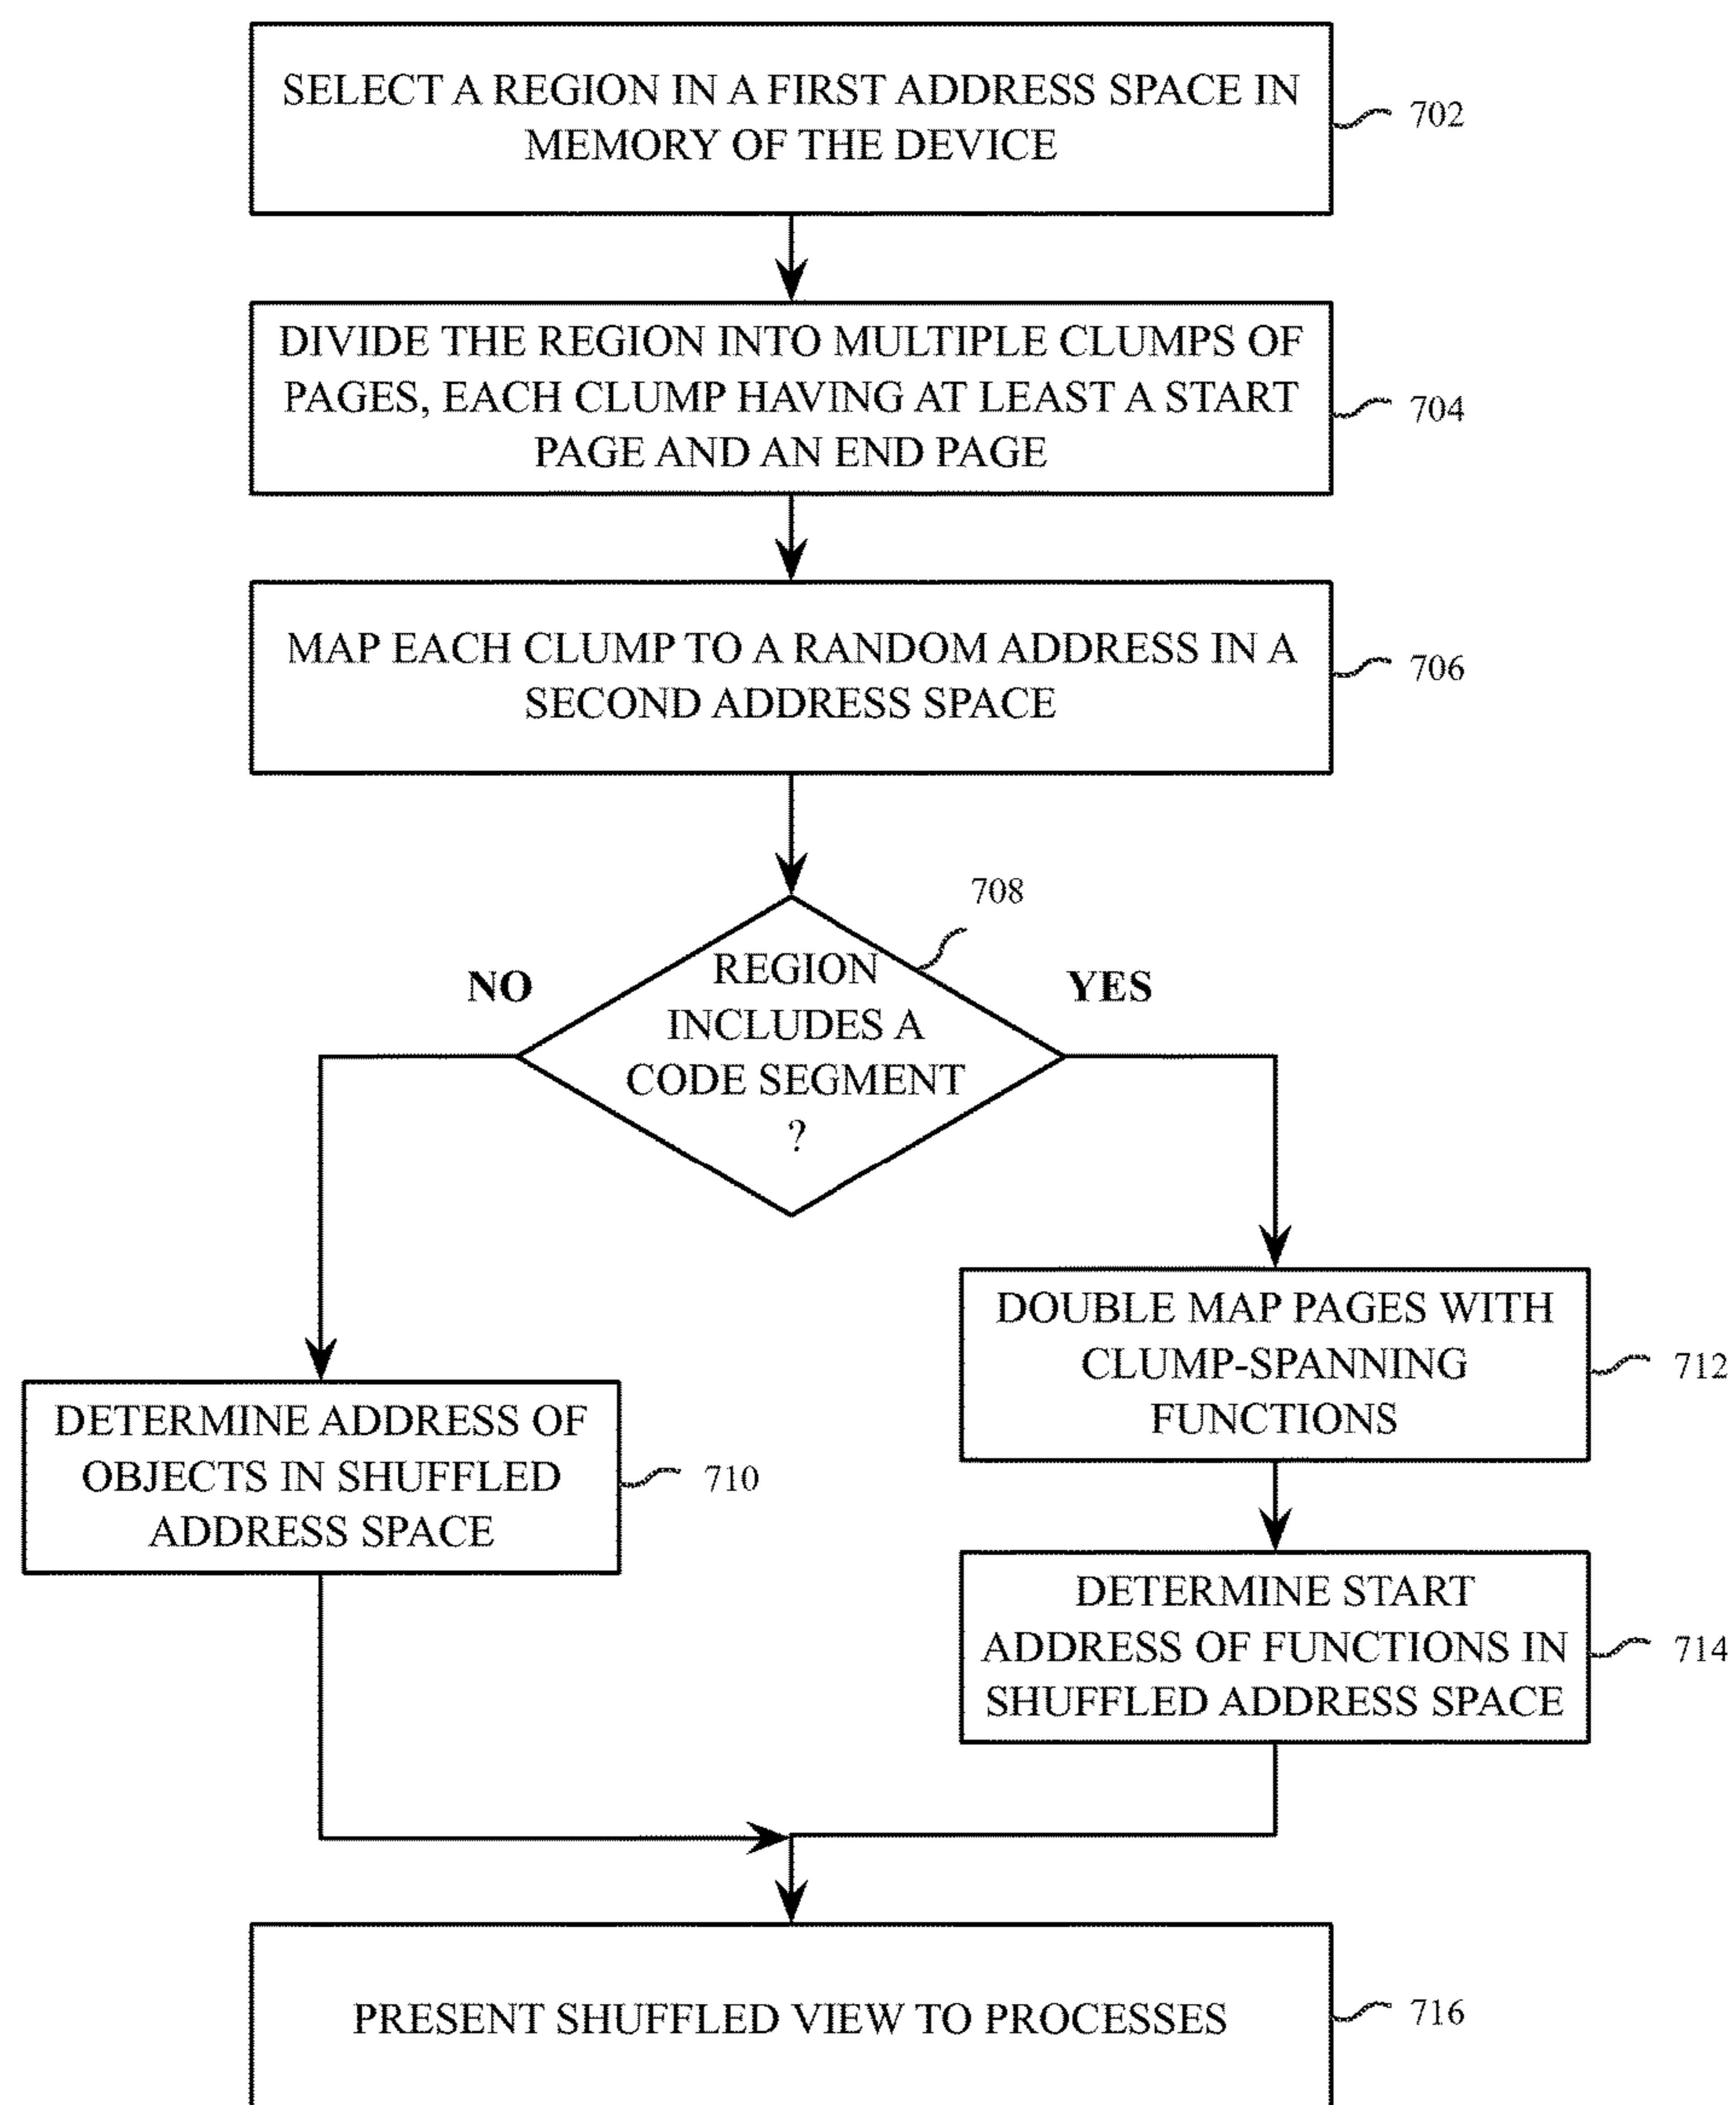 SELECT A REGION IN A FIRST ADDRESS SPACE IN
MEMORY OF THE DEVICE
702
DIVIDE THE REGION INTO MULTIPLE CLUMPS OF
PAGES, EACH CLUMP HAVING AT LEAST A START
PAGE AND AN END PAGE
704
MAP EACH CLUMP TO A RANDOM ADDRESS IN A
SECOND ADDRESS SPACE
706
708
NO
REGION
INCLUDES A
CODE SEGMENT
?
YES
DOUBLE MAP PAGES WITH
CLUMP-SPANNING
FUNCTIONS
712
DETERMINE ADDRESS OF
OBJECTS IN SHUFFLED
ADDRESS SPACE
710
DETERMINE START
ADDRESS OF FUNCTIONS IN
SHUFFLED ADDRESS SPACE
714
PRESENT SHUFFLED VIEW TO PROCESSES
716